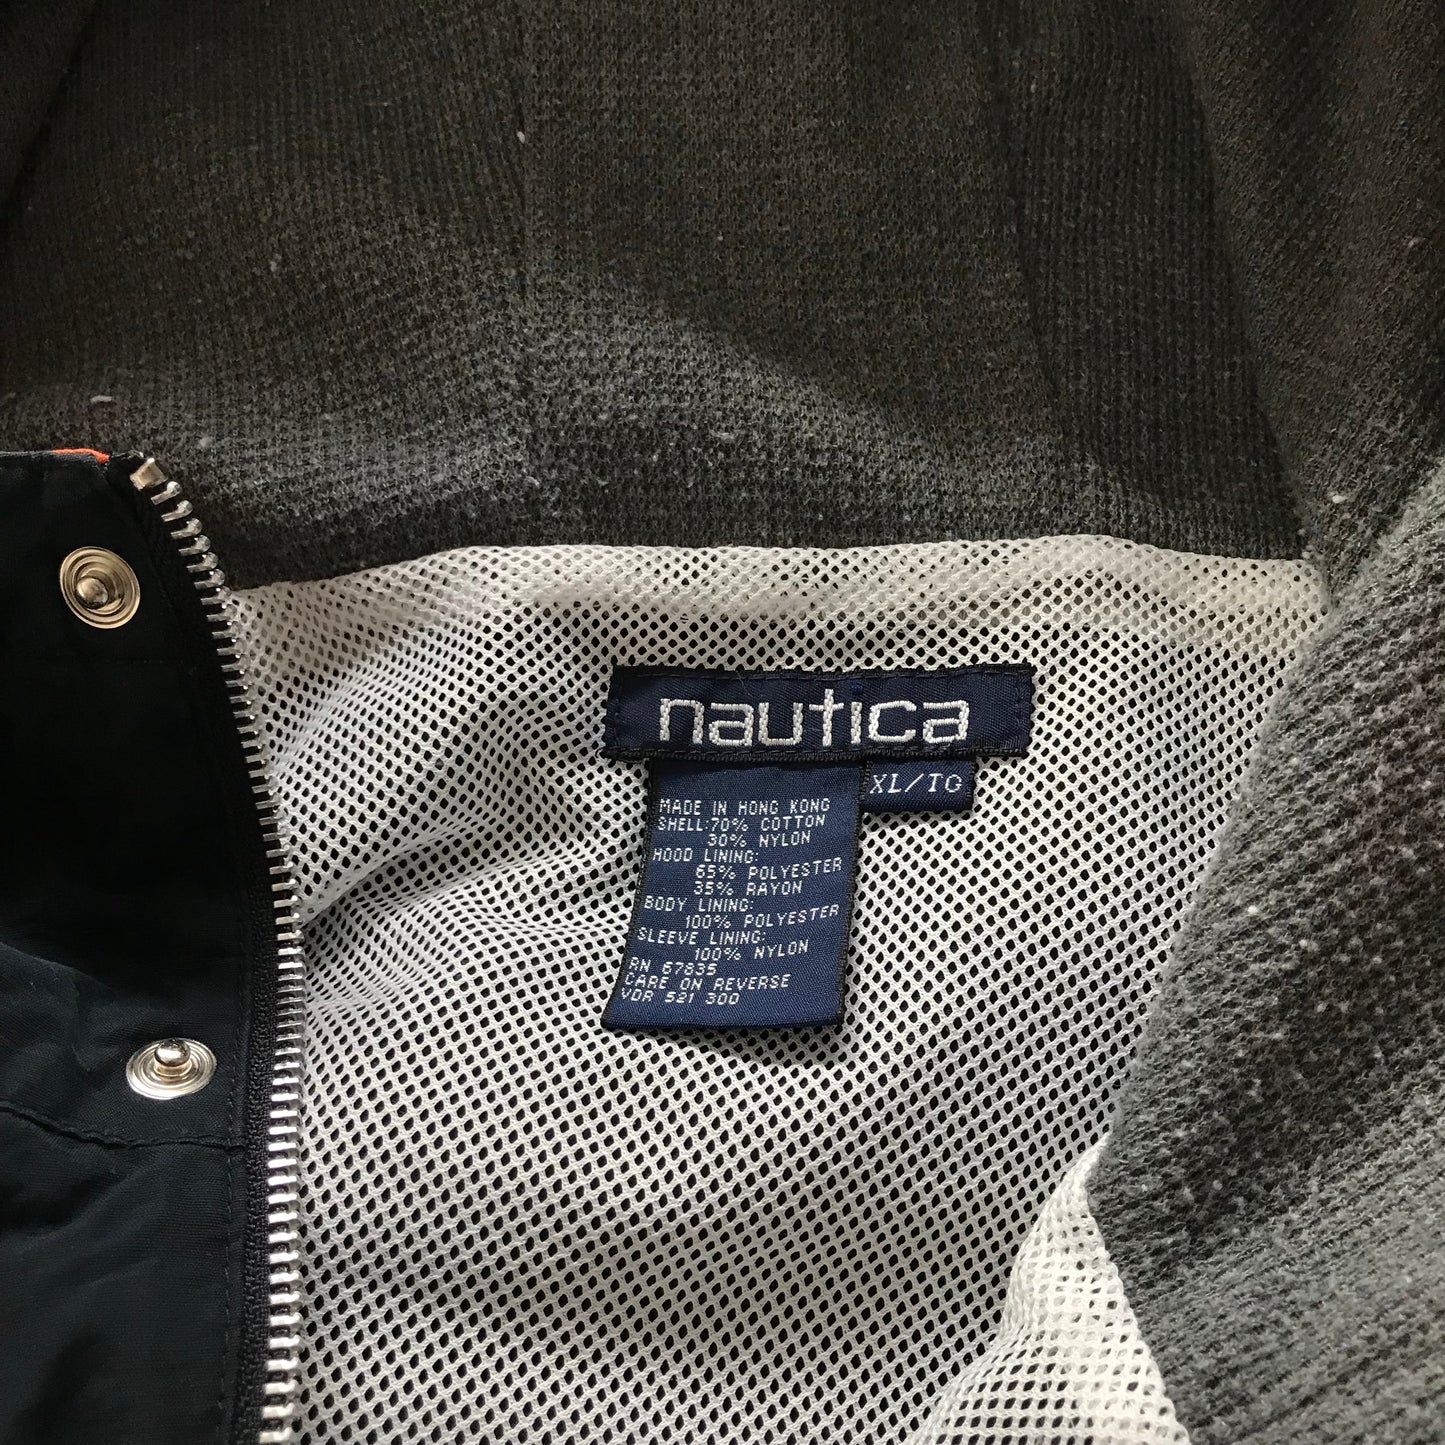 nautica
XL/TG
MADE IN HONG KONG
SHELL:70% COTTON
30% NYLON
HOOD LINING:
65% POLYESTER
35% RAYON
BODY LINING:
100% POLYESTER
SLEEVE LINING:
100% NYLON
RN 67835
CARE ON REVERSE
VDR 521 300